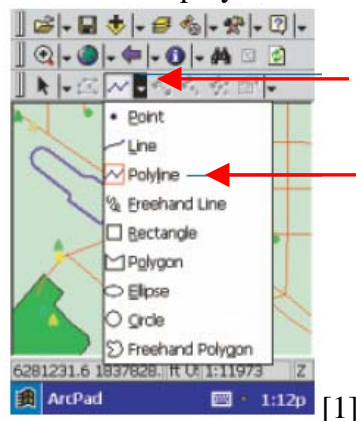 Point
Line
Polyline
Freehand Line
Rectangle
Polygon
Ellipse
Circle
Freehand Polygon
6281231.6 1837828. ft U: 1:11973 Z
ArcPad 1:12p
[1]